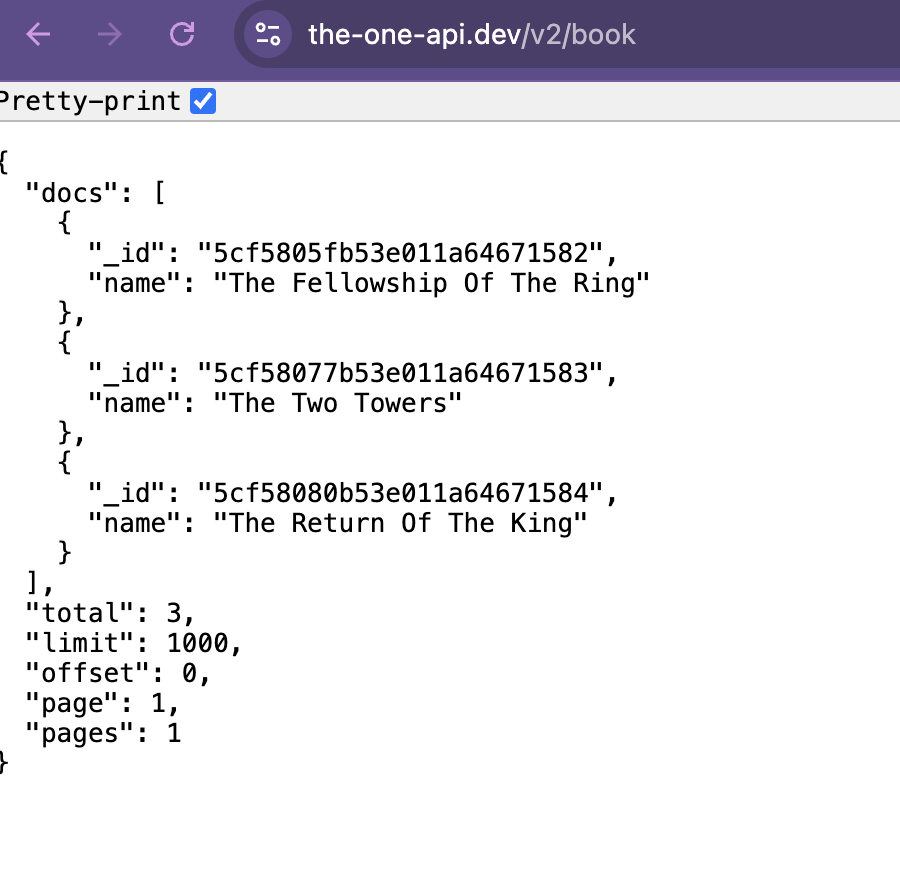 the-one-api.dev/v2/book
Pretty-print
{
"docs": [
{
"_id": "5cf5805fb53e011a64671582",
"name": "The Fellowship Of The Ring"
},
{
"_id": "5cf58077b53e011a64671583",
"name": "The Two Towers"
},
{
"_id": "5cf58080b53e011a64671584",
"name": "The Return Of The King"
}
],
"total": 3,
"limit": 1000,
"offset": 0,
"page": 1,
"pages": 1
}